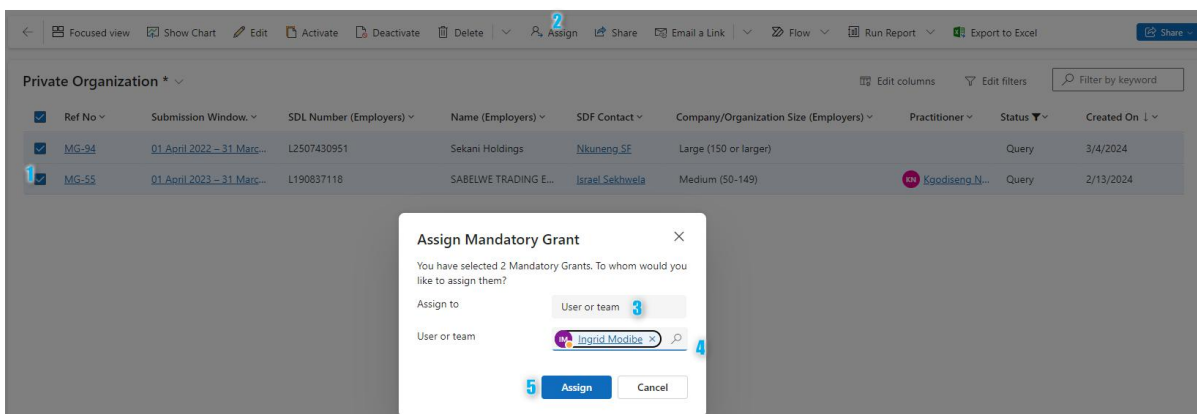 Focused view Show Chart Edit Activate Deactivate Delete Assign Share Email a Link Flow Run Report Export to Excel Share
2
Private Organization * Edit columns Edit filters Filter by keyword
Ref No Submission Window. SDL Number (Employers) Name (Employers) SDF Contact Company/Organization Size (Employers) Practitioner Status Created On ↓
MG-94 01 April 2022 – 31 Marc... L2507430951 Sekani Holdings Nkuneng SF Large (150 or larger) Query 3/4/2024
1 MG-55 01 April 2023 – 31 Marc... L190837118 SABELWE TRADING E... Israel Sekhwela Medium (50-149) KN Kgodiseng N... Query 2/13/2024
Assign Mandatory Grant
You have selected 2 Mandatory Grants. To whom would you
like to assign them?
Assign to User or team 3
User or team IM Ingrid Modibe 4
5 Assign Cancel